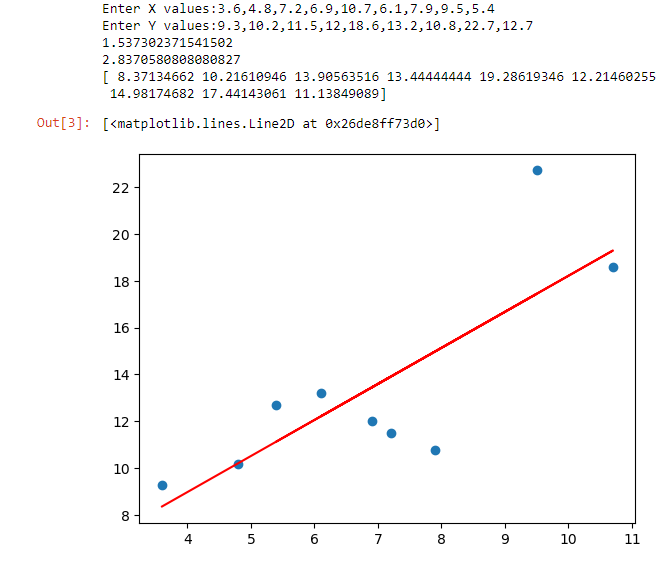 Enter X values:3.6,4.8,7.2,6.9,10.7,6.1,7.9,9.5,5.4
Enter Y values:9.3,10.2,11.5,12,18.6,13.2,10.8,22.7,12.7
1.537302371541502
2.8370580808080827
[ 8.37134662 10.21610946 13.90563516 13.44444444 19.28619346 12.21460255
14.98174682 17.44143061 11.13849089]
Out[3]: [<matplotlib.lines.Line2D at 0x26de8ff73d0>]
22
20
18
16
14
12
10
8
4 5 6 7 8 9 10 11